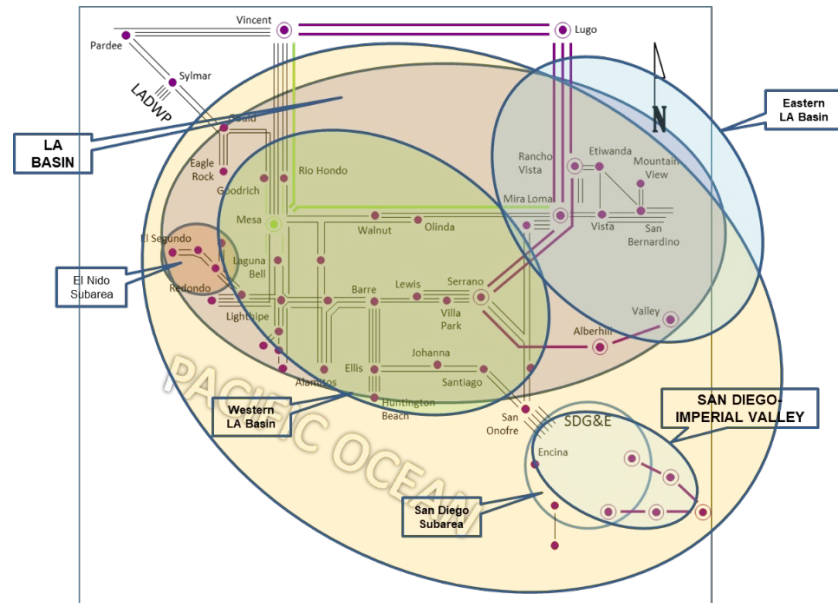 Vincent
Lugo
Pardee
Sylmar
LADWP
N
Eastern
LA Basin
LA
BASIN
Gould
Eagle
Rock
Goodrich
Rio Hondo
Rancho
Vista
Etiwanda
Mountain
View
Mira Loma
Mesa
Walnut
Olinda
Vista
San
Bernardino
El Segundo
El Nido
Subarea
Laguna
Bell
Redondo
Lighthipe
Barre
Lewis
Serrano
Villa
Park
Valley
Alberhill
Johanna
Ellis
Santiago
Alamitos
Huntington
Beach
PACIFIC OCEAN
Western
LA Basin
San
Onofre
SDG&E
SAN DIEGO-
IMPERIAL VALLEY
Encina
San Diego
Subarea